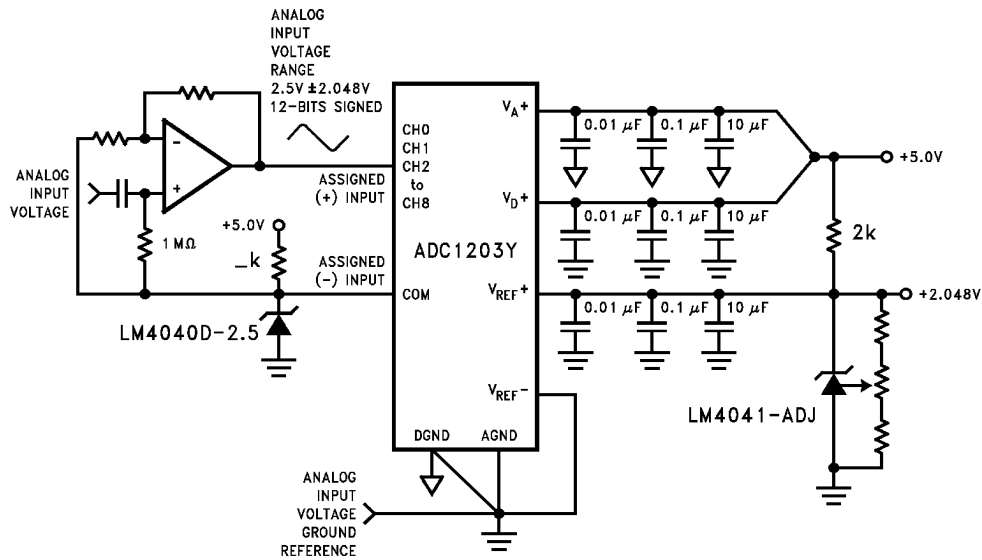 ANALOG
INPUT
VOLTAGE
RANGE
2.5V ±2.048V
12-BITS SIGNED
ANALOG
INPUT
VOLTAGE
-
+
1 MΩ
+5.0V
_k
LM4040D-2.5
ASSIGNED
(+) INPUT
ASSIGNED
(-) INPUT
CH0
CH1
CH2
to
CH8
COM
ADC1203Y
VA+
VD+
VREF+
VREF-
DGND
AGND
0.01 μF
0.1 μF
10 μF
0.01 μF
0.1 μF
10 μF
0.01 μF
0.1 μF
10 μF
+5.0V
2k
+2.048V
LM4041-ADJ
ANALOG
INPUT
VOLTAGE
GROUND
REFERENCE